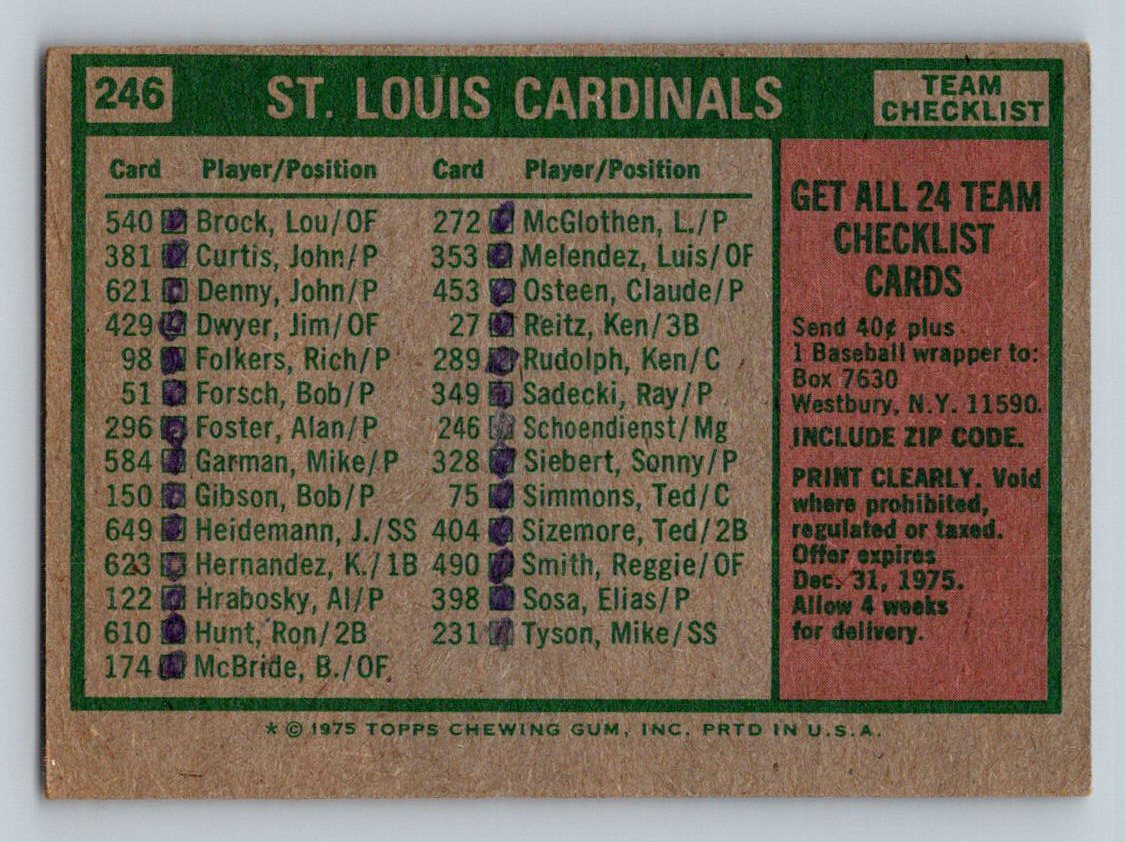 246
ST. LOUIS CARDINALS
TEAM
CHECKLIST
Card Player/Position
540 Brock, Lou/OF
381 Curtis, John/P
621 Denny, John/P
429 Dwyer, Jim/OF
98 Folkers, Rich/P
51 Forsch, Bob/P
296 Foster, Alan/P
584 Garman, Mike/P
150 Gibson, Bob/P
649 Heidemann, J./SS
623 Hernandez, K./1B
122 Hrabosky, Al/P
610 Hunt, Ron/2B
174 McBride, B./OF
Card Player/Position
272 McGlothen, L./P
353 Melendez, Luis/OF
453 Osteen, Claude/P
27 Reitz, Ken/3B
289 Rudolph, Ken/C
349 Sadecki, Ray/P
246 Schoendienst/Mg
328 Siebert, Sonny/P
75 Simmons, Ted/C
404 Sizemore, Ted/2B
490 Smith, Reggie/OF
398 Sosa, Elias/P
231 Tyson, Mike/SS
GET ALL 24 TEAM
CHECKLIST
CARDS
Send 40¢ plus
1 Baseball wrapper to:
Box 7630
Westbury, N.Y. 11590.
INCLUDE ZIP CODE.
PRINT CLEARLY. Void
where prohibited,
regulated or taxed.
Offer expires
Dec. 31, 1975.
Allow 4 weeks
for delivery.
* © 1975 TOPPS CHEWING GUM, INC. PRTD IN U.S.A.